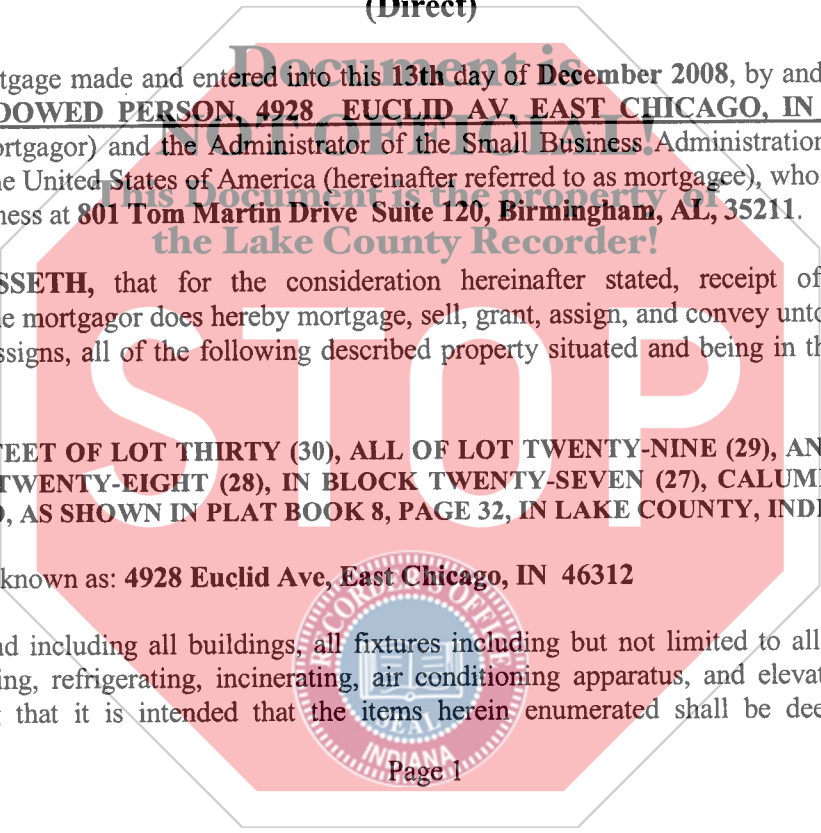 (Direct)
Document is
tgage made and entered into this 13th day of December 2008, by and
DOWED PERSON, 4928 EUCLID AV, EAST CHICAGO, IN
NOT OFFICIAL!
ortgagor) and the Administrator of the Small Business Administration
e United States of America (hereinafter referred to as mortgagee), who
This Document is the property of
ness at 801 Tom Martin Drive Suite 120, Birmingham, AL, 35211.
the Lake County Recorder!
SSETH, that for the consideration hereinafter stated, receipt of
e mortgagor does hereby mortgage, sell, grant, assign, and convey unto
ssigns, all of the following described property situated and being in th
STOP
FEET OF LOT THIRTY (30), ALL OF LOT TWENTY-NINE (29), AN
TWENTY-EIGHT (28), IN BLOCK TWENTY-SEVEN (27), CALUM
, AS SHOWN IN PLAT BOOK 8, PAGE 32, IN LAKE COUNTY, INDI
known as: 4928 Euclid Ave, East Chicago, IN 46312
RECORDER'S OFFICE
nd including all buildings, all fixtures including but not limited to all
ing, refrigerating, incinerating, air conditioning apparatus, and elevat
that it is intended that the items herein enumerated shall be dee
SEAL
INDIANA
Page 1